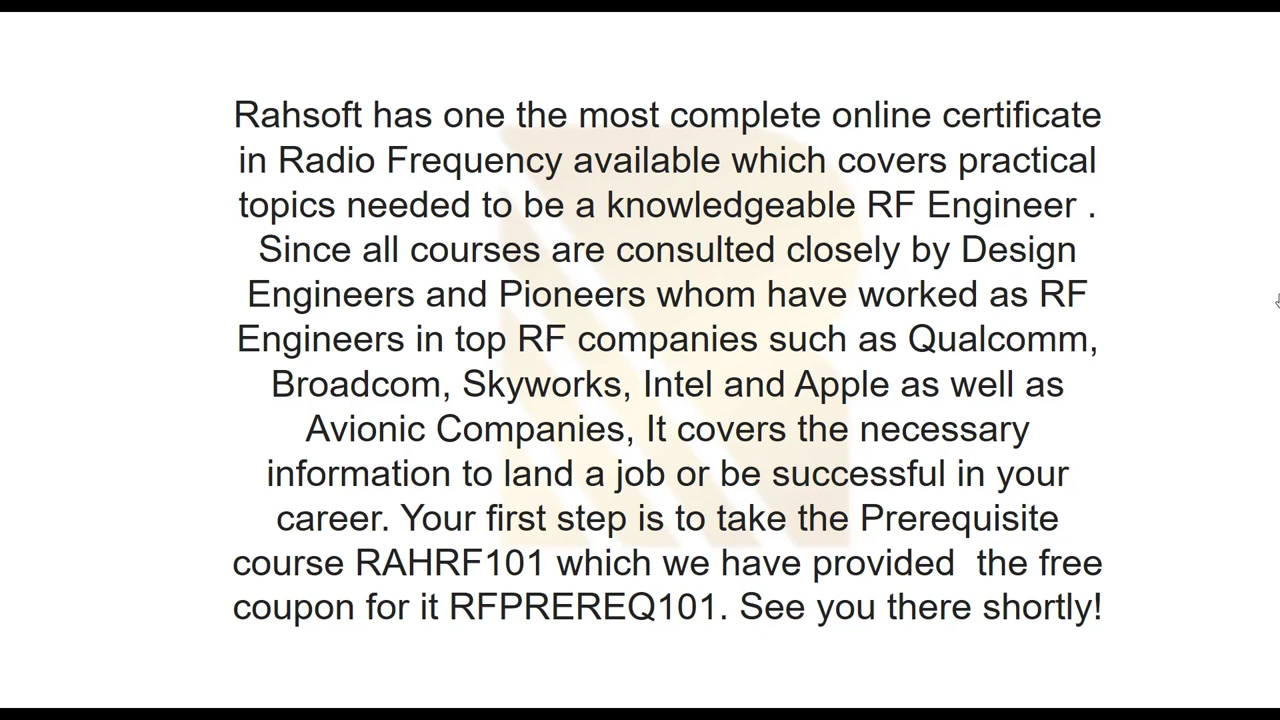 Rahsoft has one the most complete online certificate
in Radio Frequency available which covers practical
topics needed to be a knowledgeable RF Engineer .
Since all courses are consulted closely by Design
Engineers and Pioneers whom have worked as RF
Engineers in top RF companies such as Qualcomm,
Broadcom, Skyworks, Intel and Apple as well as
Avionic Companies, It covers the necessary
information to land a job or be successful in your
career. Your first step is to take the Prerequisite
course RAHRF101 which we have provided  the free
coupon for it RFPREREQ101. See you there shortly!